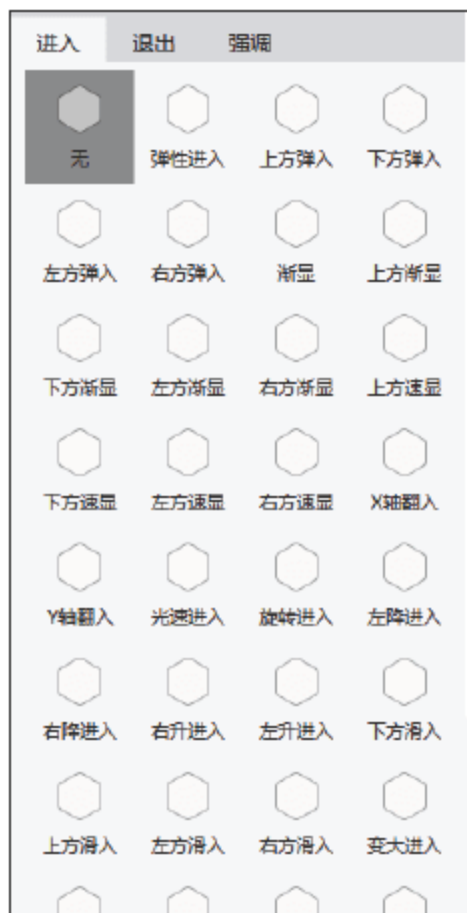 进入 退出 强调
无 弹性进入 上方弹入 下方弹入
左方弹入 右方弹入 渐显 上方渐显
下方渐显 左方渐显 右方渐显 上方速显
下方速显 左方速显 右方速显 X轴翻入
Y轴翻入 光速进入 旋转进入 左降进入
右降进入 右升进入 左升进入 下方滑入
上方滑入 左方滑入 右方滑入 变大进入